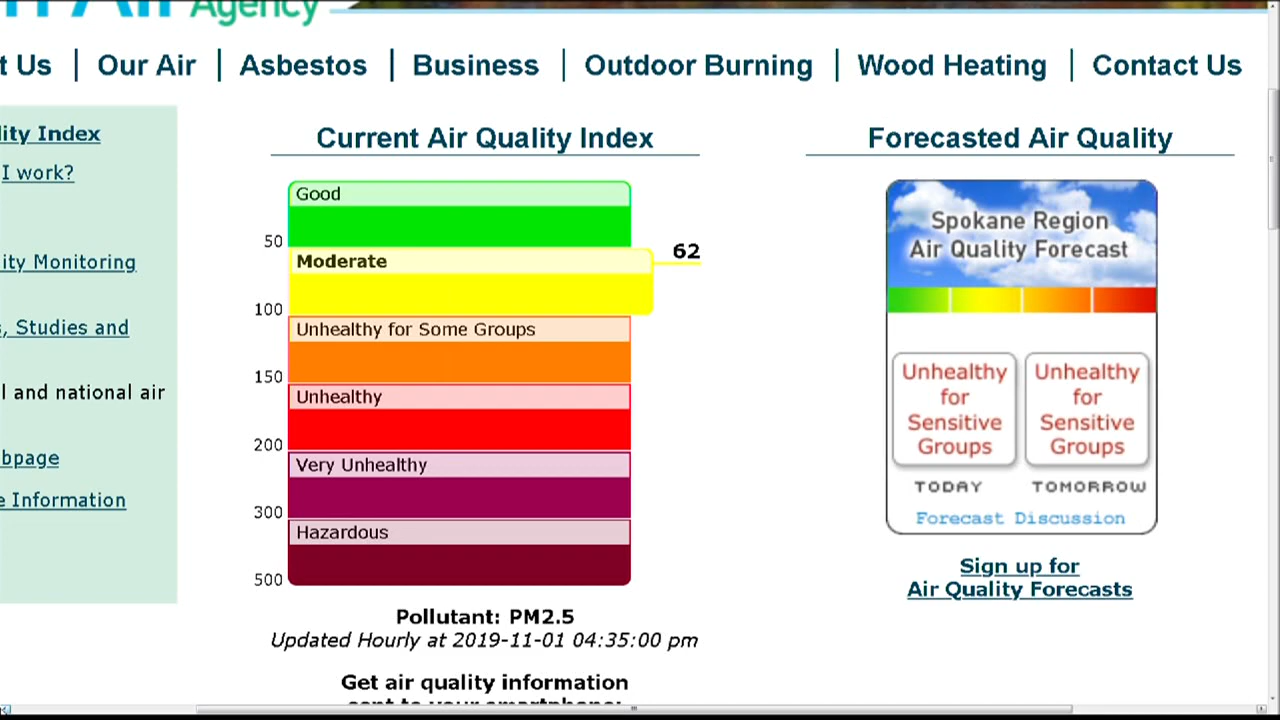 Agency
t Us | Our Air | Asbestos | Business | Outdoor Burning | Wood Heating | Contact Us
lity Index
I work?
ity Monitoring
s, Studies and
l and national air
bpage
e Information
Current Air Quality Index
Good
50
Moderate
62
100
Unhealthy for Some Groups
150
Unhealthy
200
Very Unhealthy
300
Hazardous
500
Pollutant: PM2.5
Updated Hourly at 2019-11-01 04:35:00 pm
Get air quality information
sent to your smartphone:
Forecasted Air Quality
Spokane Region
Air Quality Forecast
Unhealthy
for
Sensitive
Groups
TODAY
Unhealthy
for
Sensitive
Groups
TOMORROW
Forecast Discussion
Sign up for
Air Quality Forecasts